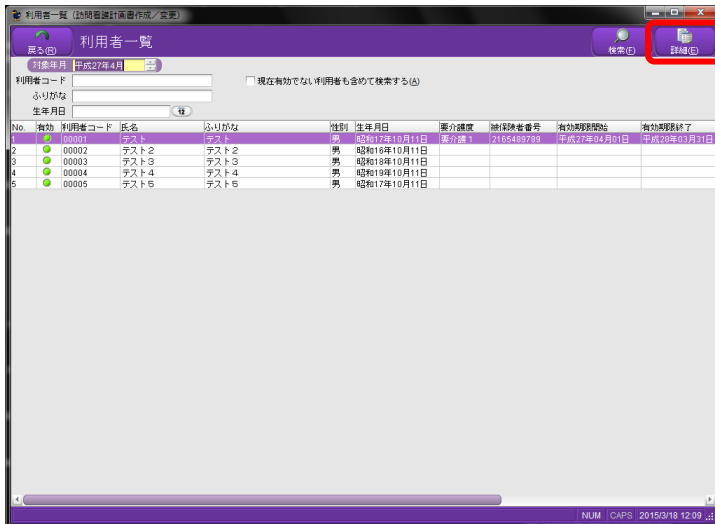 利用者一覧（訪問看護計画書作成／変更）
戻る(R) 利用者一覧 検索(F) 詳細(E)
対象年月 平成27年4月
利用者コード 現在有効でない利用者も含めて検索する(A)
ふりがな
生年月日
No. 有効 利用者コード 氏名 ふりがな 性別 生年月日 要介護度 被保険者番号 有効期限開始 有効期限終了
1 00001 テスト テスト 男 昭和17年10月11日 要介護1 2165489789 平成27年04月01日 平成28年03月31日
2 00002 テスト2 テスト2 男 昭和16年10月11日
3 00003 テスト3 テスト3 男 昭和18年10月11日
4 00004 テスト4 テスト4 男 昭和19年10月11日
5 00005 テスト5 テスト5 男 昭和17年10月11日
NUM CAPS 2015/3/18 12:09